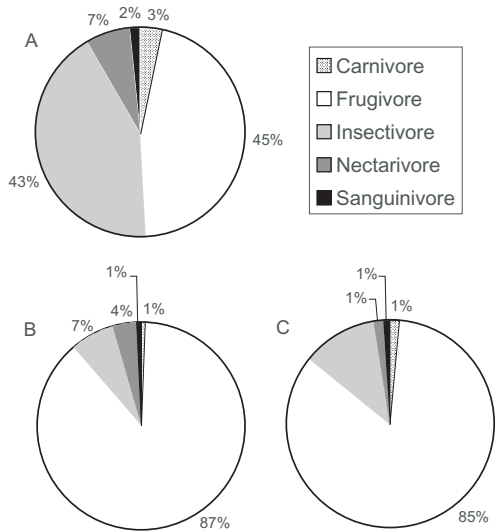 A
7%
2%
3%
45%
43%
Carnivore
Frugivore
Insectivore
Nectarivore
Sanguinivore
B
1%
7%
4%
1%
87%
C
1%
1%
1%
85%